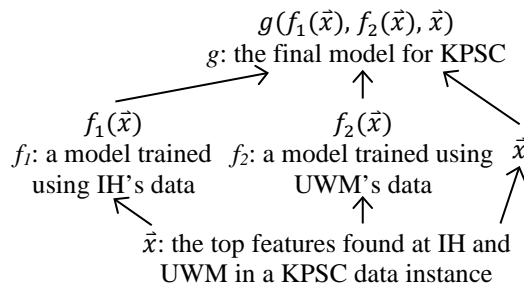 g(f₁(x⃗), f₂(x⃗), x⃗)
g: the final model for KPSC
f₁(x⃗) f₂(x⃗)
f₁: a model trained f₂: a model trained using x⃗
using IH's data UWM's data
x⃗: the top features found at IH and
UWM in a KPSC data instance